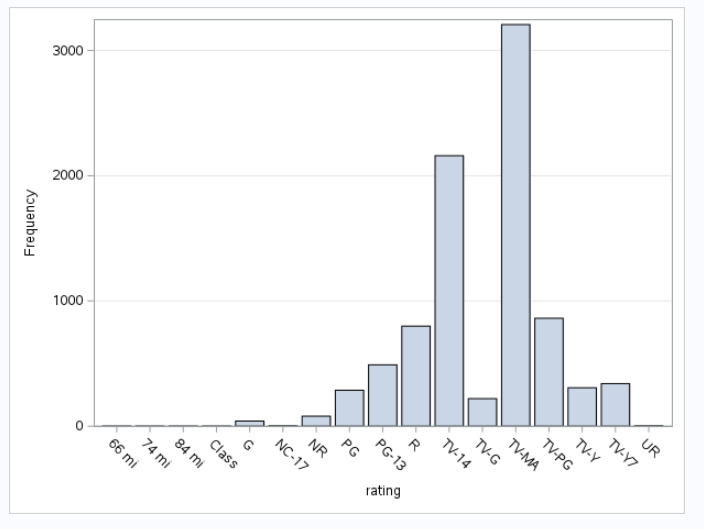 3000
2000
1000
0
Frequency
66 mi
74 mi
84 mi
Class
G
NC-17
NR
PG
PG-13
R
TV-14
TV-G
TV-MA
TV-PG
TV-Y
TV-Y7
UR
rating